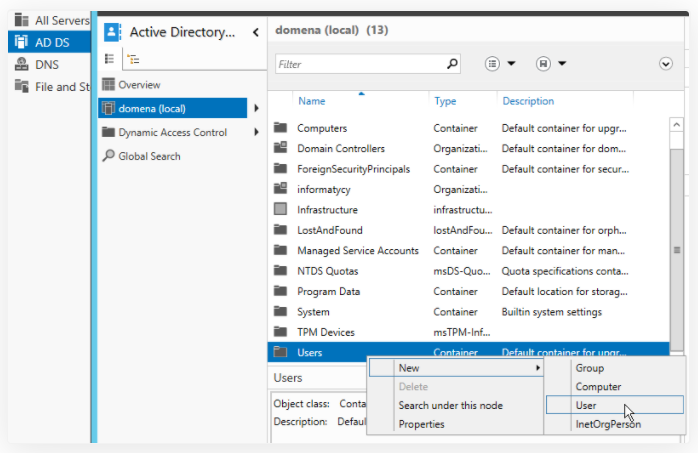 All Servers
AD DS
DNS
File and St
Active Directory...
Overview
domena (local)
Dynamic Access Control
Global Search
domena (local) (13)
Filter
Name Type Description
Computers Container Default container for upgr...
Domain Controllers Organizati... Default container for dom...
ForeignSecurityPrincipals Container Default container for secur...
informatycy Organizati...
Infrastructure infrastructu...
LostAndFound lostAndFou... Default container for orph...
Managed Service Accounts Container Default container for man...
NTDS Quotas msDS-Quo... Quota specifications conta...
Program Data Container Default location for storag...
System Container Builtin system settings
TPM Devices msTPM-Inf...
Users Container Default container for upgr...
Users
Object class: Conta
Description: Defaul
New
Delete
Search under this node
Properties
Group
Computer
User
InetOrgPerson